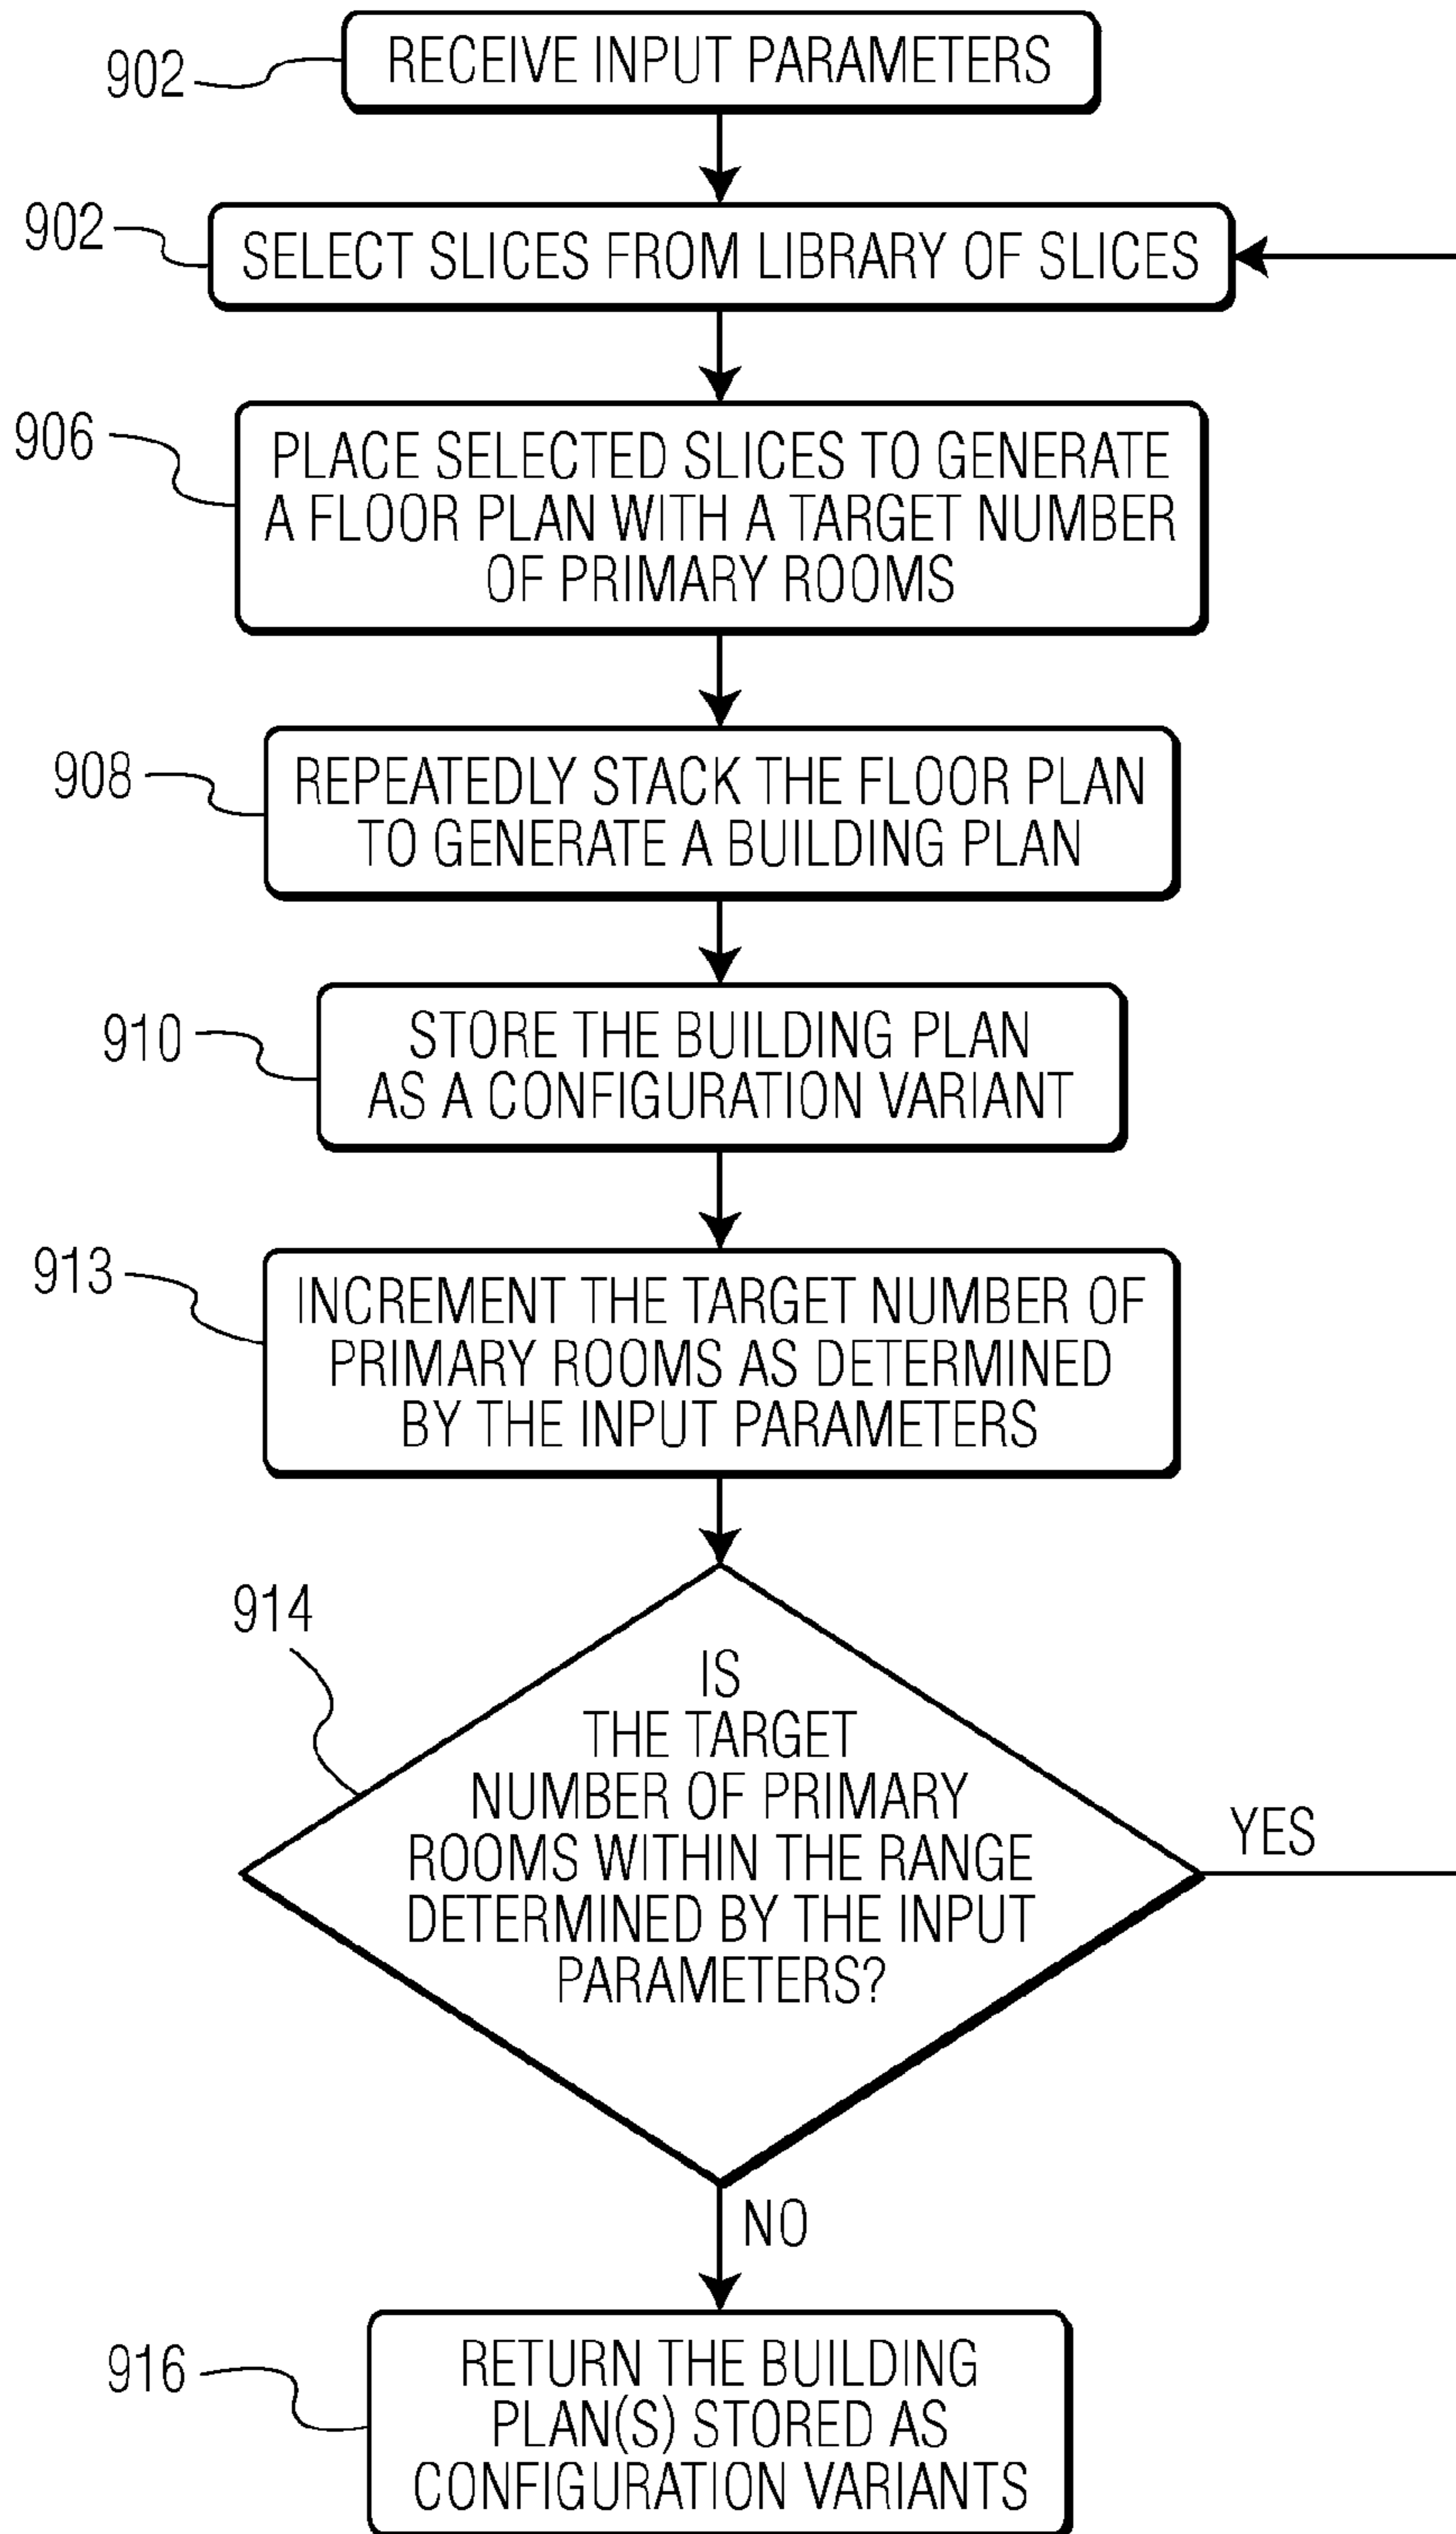 902
RECEIVE INPUT PARAMETERS
902
SELECT SLICES FROM LIBRARY OF SLICES
906
PLACE SELECTED SLICES TO GENERATE
A FLOOR PLAN WITH A TARGET NUMBER
OF PRIMARY ROOMS
908
REPEATEDLY STACK THE FLOOR PLAN
TO GENERATE A BUILDING PLAN
910
STORE THE BUILDING PLAN
AS A CONFIGURATION VARIANT
913
INCREMENT THE TARGET NUMBER OF
PRIMARY ROOMS AS DETERMINED
BY THE INPUT PARAMETERS
914
IS
THE TARGET
NUMBER OF PRIMARY
ROOMS WITHIN THE RANGE
DETERMINED BY THE INPUT
PARAMETERS?
YES
NO
916
RETURN THE BUILDING
PLAN(S) STORED AS
CONFIGURATION VARIANTS